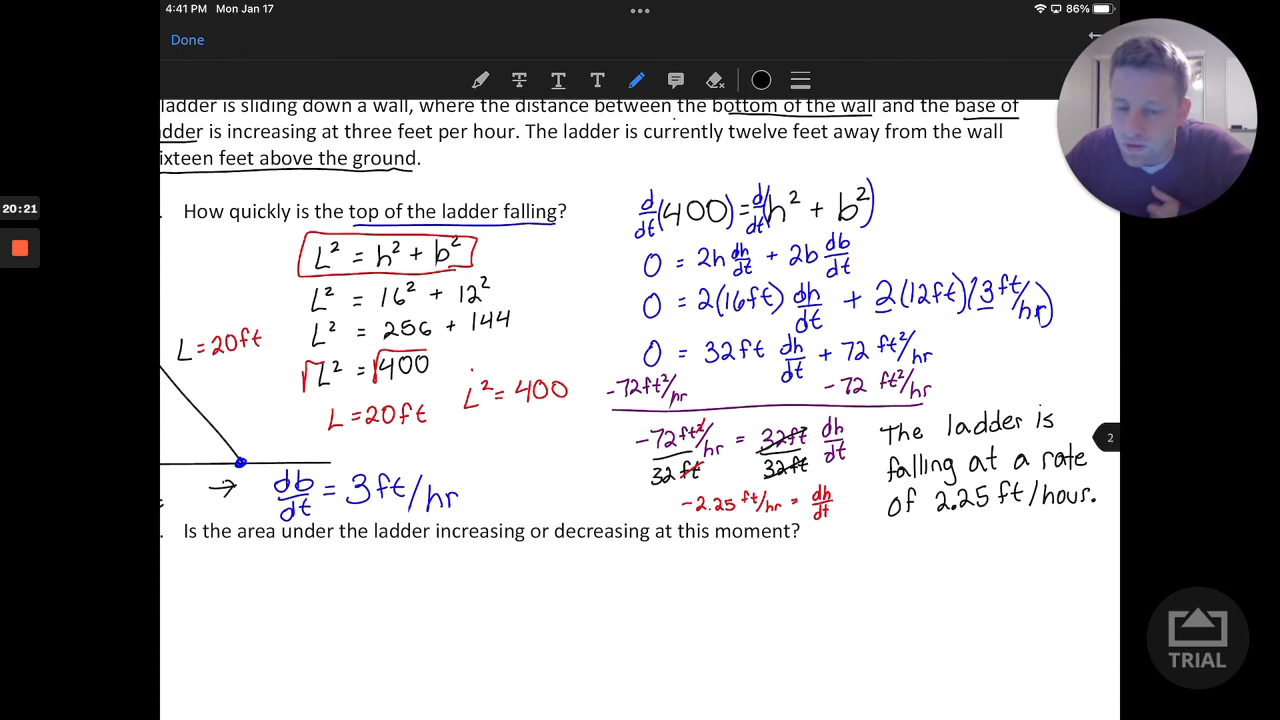 4:41 PM Mon Jan 17
86%
Done
20:21
ladder is sliding down a wall, where the distance between the bottom of the wall and the base of
adder is increasing at three feet per hour. The ladder is currently twelve feet away from the wall
ixteen feet above the ground.
. How quickly is the top of the ladder falling?
L² = h² + b²
L² = 16² + 12²
L² = 256 + 144
√L² = √400
L = 20ft
L² = 400
L = 20ft
db/dt = 3 ft/hr
d/dt(400) = d/dt(h² + b²)
0 = 2h dh/dt + 2b db/dt
0 = 2(16ft) dh/dt + 2(12ft)(3 ft/hr)
0 = 32ft dh/dt + 72 ft²/hr
-72ft²/hr -72 ft²/hr
-72ft²/hr / 32ft = 32ft/32ft dh/dt
-2.25 ft/hr = dh/dt
The ladder is
falling at a rate
of 2.25 ft/hour.
2
. Is the area under the ladder increasing or decreasing at this moment?
TRIAL